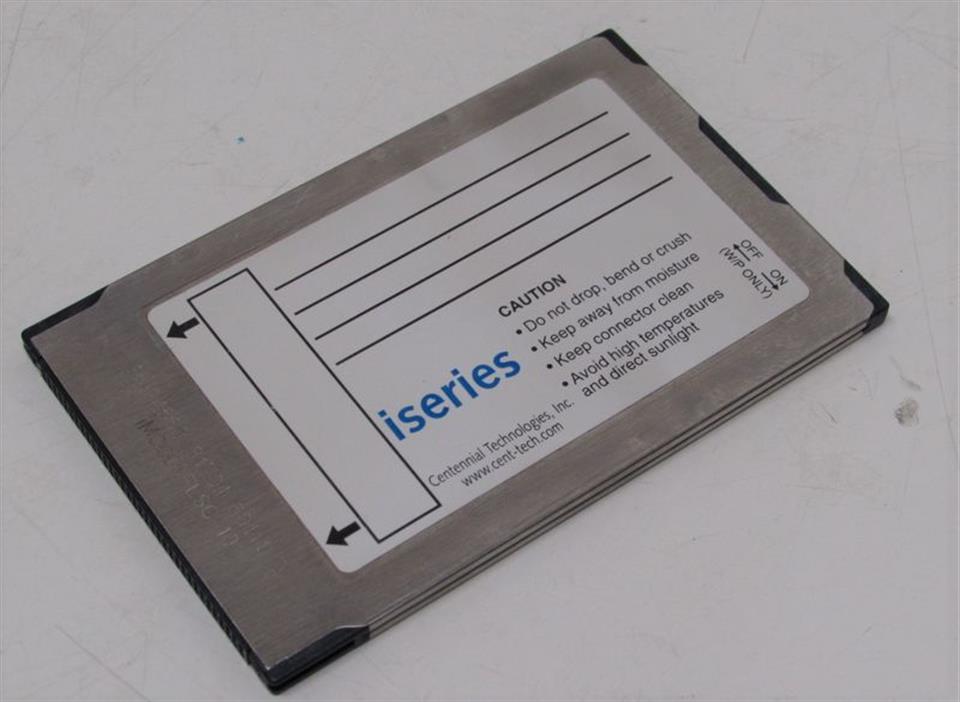 CAUTION
• Do not drop, bend or crush
• Keep away from moisture
• Keep connector clean
• Avoid high temperatures
and direct sunlight
OFF ON
(W/P ONLY)
iseries
Centennial Technologies, Inc.
www.cent-tech.com